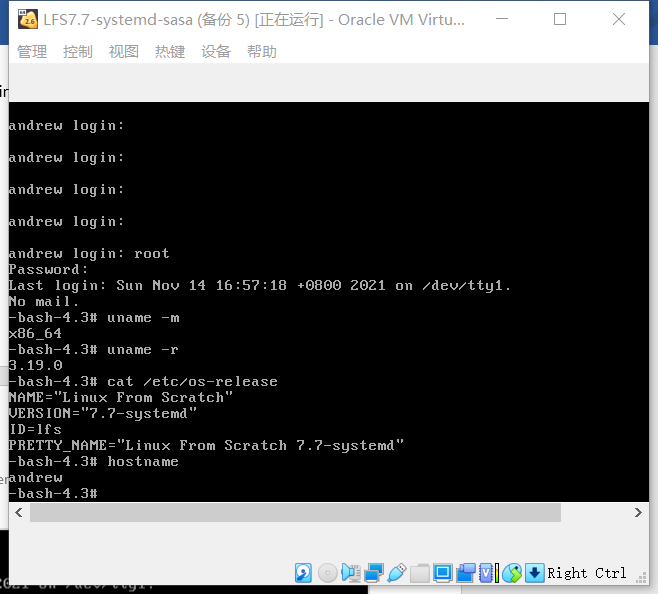 LFS7.7-systemd-sasa (备份 5) [正在运行] - Oracle VM Virtu...
管理 控制 视图 热键 设备 帮助
andrew login:
andrew login:
andrew login:
andrew login:
andrew login: root
Password:
Last login: Sun Nov 14 16:57:18 +0800 2021 on /dev/tty1.
No mail.
-bash-4.3# uname -m
x86_64
-bash-4.3# uname -r
3.19.0
-bash-4.3# cat /etc/os-release
NAME="Linux From Scratch"
VERSION="7.7-systemd"
ID=lfs
PRETTY_NAME="Linux From Scratch 7.7-systemd"
-bash-4.3# hostname
andrew
-bash-4.3#
Right Ctrl
2021 on /dev/tty1.